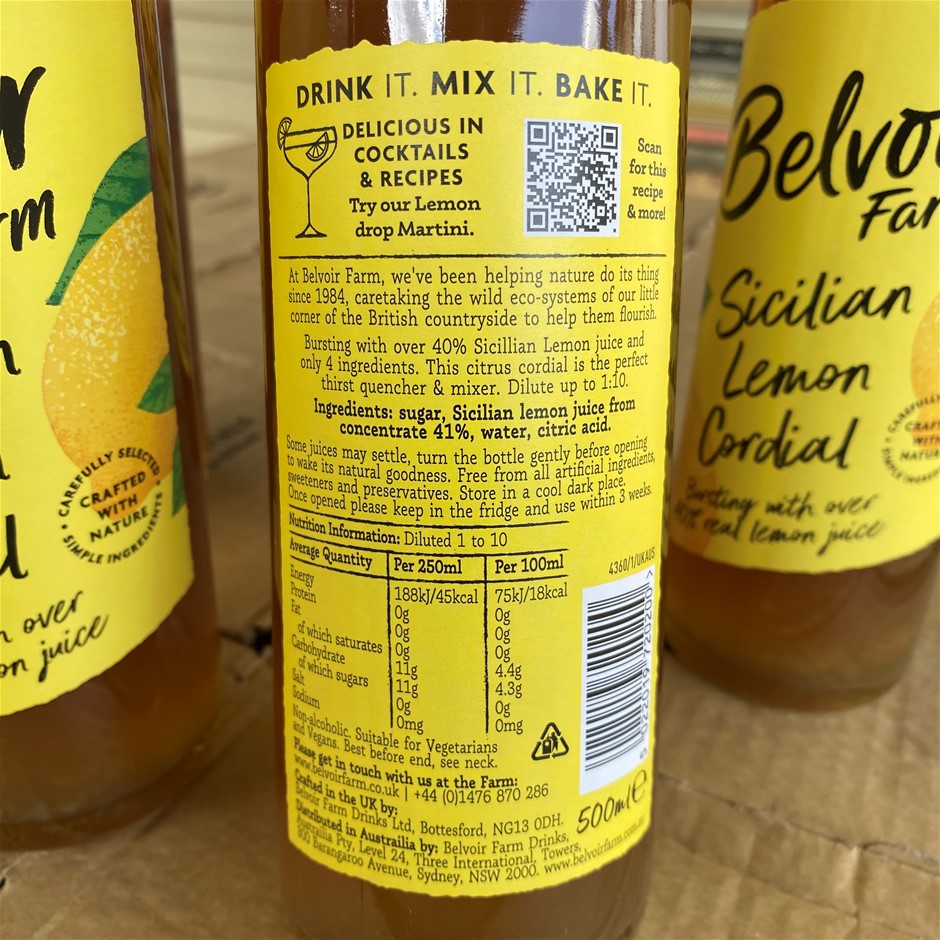 DRINK IT. MIX IT. BAKE IT.
DELICIOUS IN
COCKTAILS
& RECIPES
Try our Lemon
drop Martini.
Scan
for this
recipe
& more!
At Belvoir Farm, we've been helping nature do its thing
since 1984, caretaking the wild eco-systems of our little
corner of the British countryside to help them flourish.
Bursting with over 40% Sicillian Lemon juice and
only 4 ingredients. This citrus cordial is the perfect
thirst quencher & mixer. Dilute up to 1:10.
Ingredients: sugar, Sicilian lemon juice from
concentrate 41%, water, citric acid.
Some juices may settle, turn the bottle gently before opening
to wake its natural goodness. Free from all artificial ingredients,
sweeteners and preservatives. Store in a cool dark place.
Once opened please keep in the fridge and use within 3 weeks.
Nutrition Information: Diluted 1 to 10
Average Quantity Per 250ml Per 100ml
Energy 188kJ/45kcal 75kJ/18kcal
Protein 0g 0g
Fat 0g 0g
of which saturates 0g 0g
Carbohydrate 11g 4.4g
of which sugars 11g 4.3g
Salt 0g 0g
Sodium 0mg 0mg
Non-alcoholic. Suitable for Vegetarians
and Vegans. Best before end, see neck.
Please get in touch with us at the Farm:
www.belvoirfarm.co.uk | +44 (0)1476 870 286
Crafted in the UK by:
Belvoir Farm Drinks Ltd, Bottesford, NG13 0DH.
Distributed in Austrailia by: Belvoir Farm Drinks,
Austrailia Pty, Level 24, Three International, Towers,
300 Barangaroo Avenue, Sydney, NSW 2000. www.belvoirfarm.com.au
500ml e
4360/1/UKAUS
5 022019 720200 >
Belvoi
Far
Sicilian
Lemon
Cordial
Bursting with over
40% real lemon juice
CAREFULLY SELECTED
CRAFTED
WITH
NATURE
SIMPLE INGREDIENTS
over
juice